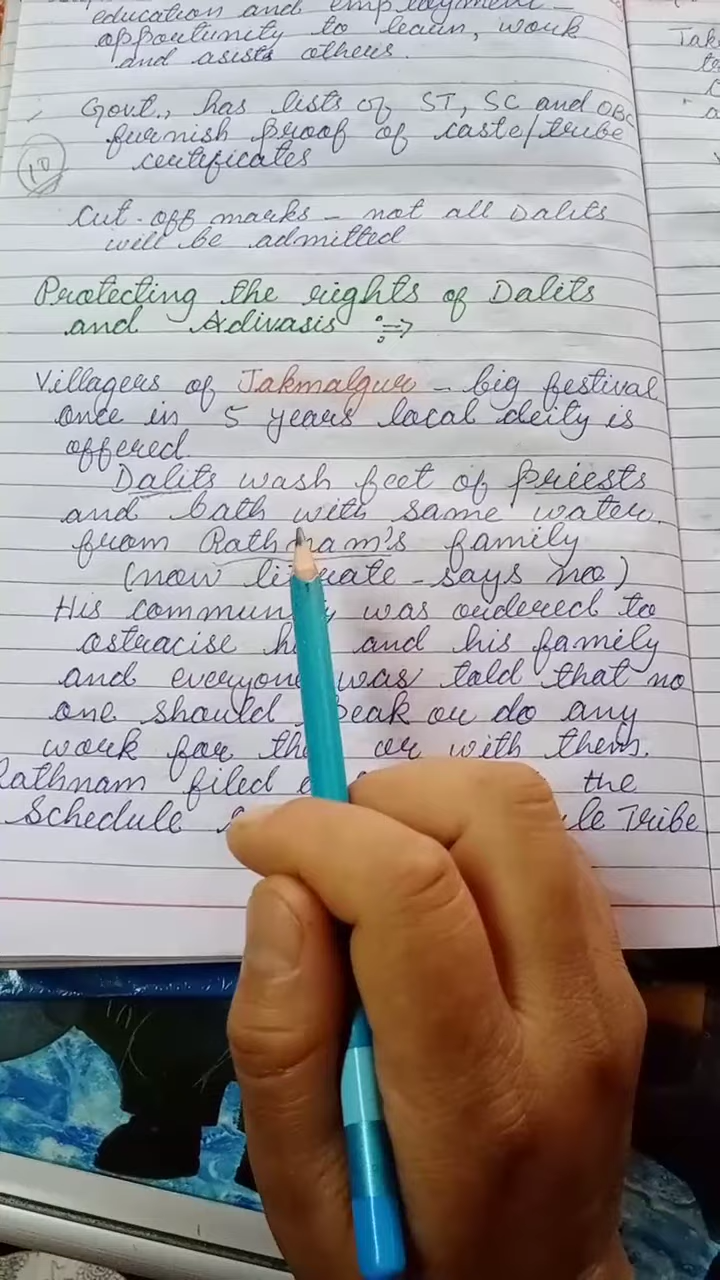 education and employment -
oppoutunity to learn, work
and asists others.
Govt., has lists of ST, SC and OBC
furnish proof of caste/tribe
certificates
10
Cut-off marks - not all Dalits
will be admitted
Protecting the rights of Dalits
and Adivasis :⇒
Villagers of Jakmalgur - big festival
once in 5 years local deity is
offered.
Dalits wash feet of priests
and bath with same water.
from Rathnam's family
(now literate - says no)
His community was ordered to
ostracise and his family
and everyone was told that no
one should speak or do any
work for or with them.
Rathnam filed the
Schedule Tribe
Jak